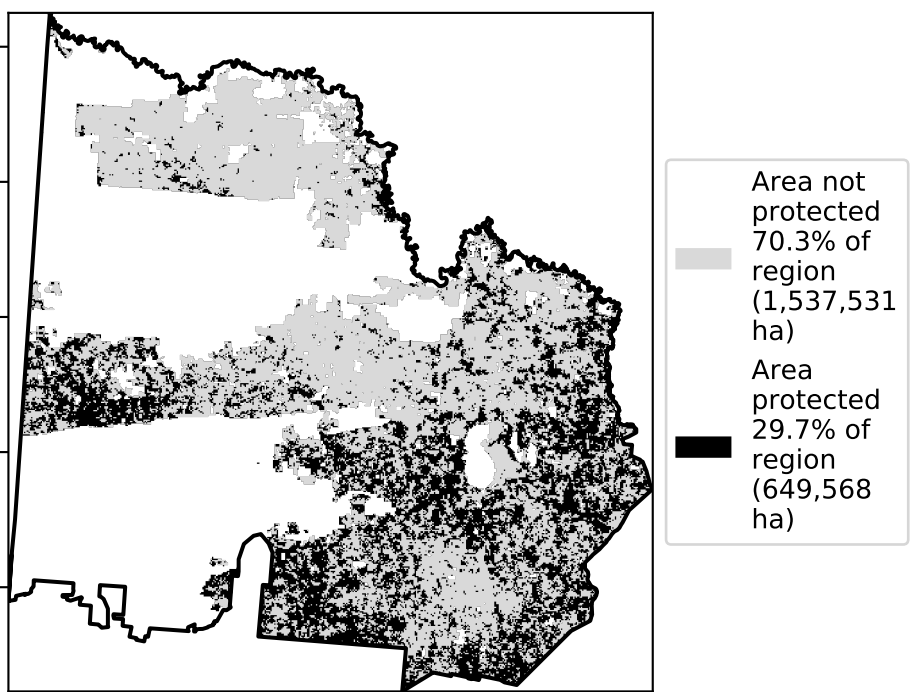 Area not
protected
70.3% of
region
(1,537,531
ha)
Area
protected
29.7% of
region
(649,568
ha)